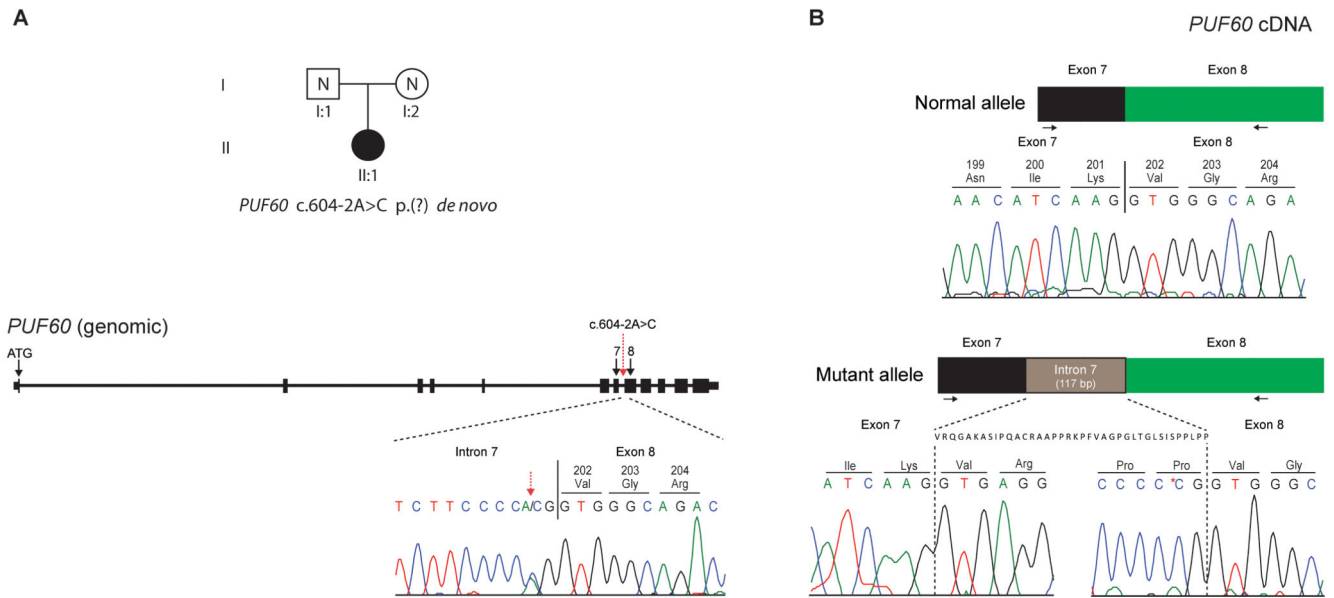 A
I
N
N
I:1
I:2
II
II:1
PUF60 c.604-2A>C p.(?) de novo
PUF60 (genomic)
c.604-2A>C
ATG
7 8
Intron 7
Exon 8
202 203 204
Val Gly Arg
T C T T C C C C A/C G G T G G G C A G A C
B
PUF60 cDNA
Exon 7
Exon 8
Normal allele
Exon 7
Exon 8
199 200 201 202 203 204
Asn Ile Lys Val Gly Arg
A A C A T C A A G G T G G G C A G A
Exon 7
Exon 8
Mutant allele
Intron 7
(117 bp)
Exon 7
Exon 8
VRQGAKASIPQACRAAPPRKPFVAGPGLTGLSISPPLPP
Ile Lys Val Arg
A T C A A G G T G A G G
Pro Pro Val Gly
C C C C * C G G T G G G C